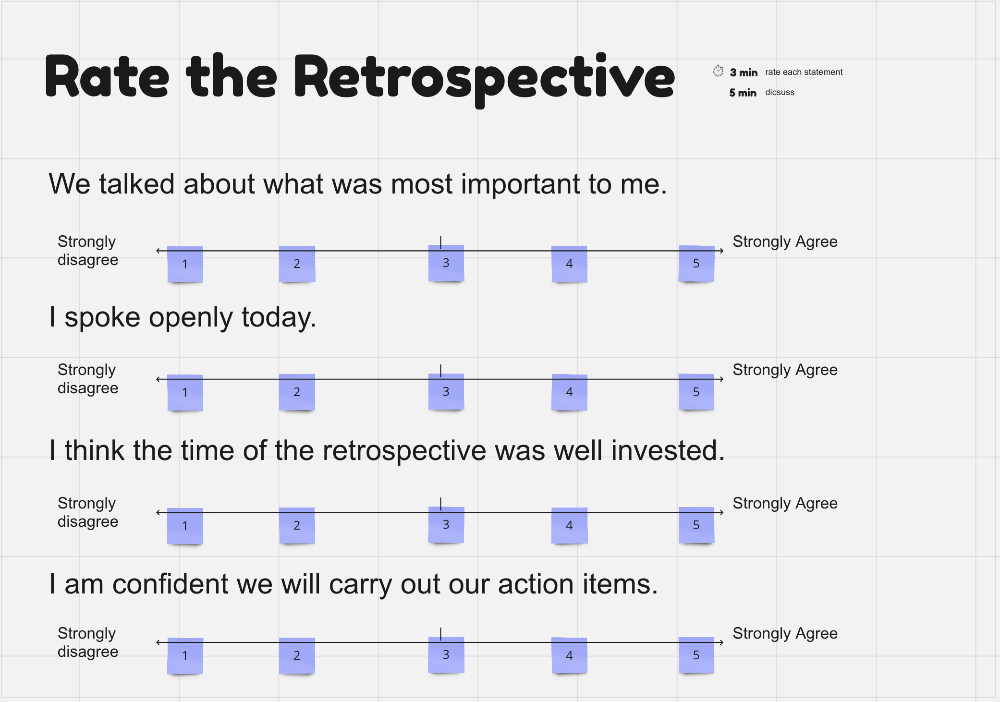 Rate the Retrospective
3 min rate each statement
5 min dicsuss
We talked about what was most important to me.
Strongly
disagree
1 2 3 4 5
Strongly Agree
I spoke openly today.
Strongly
disagree
1 2 3 4 5
Strongly Agree
I think the time of the retrospective was well invested.
Strongly
disagree
1 2 3 4 5
Strongly Agree
I am confident we will carry out our action items.
Strongly
disagree
1 2 3 4 5
Strongly Agree